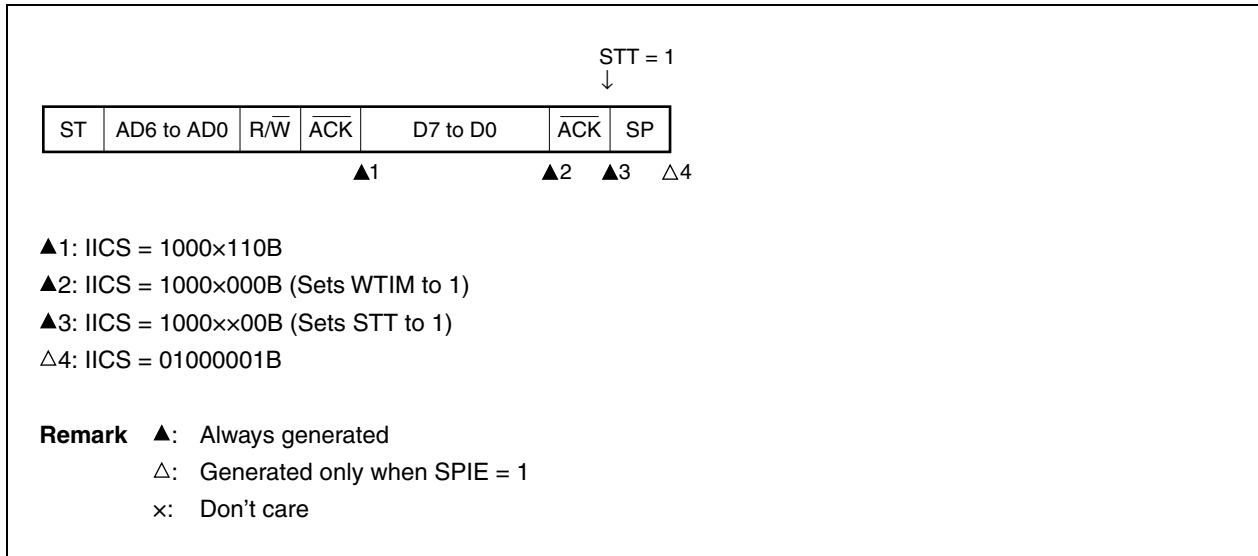 STT = 1
↓
ST AD6 to AD0 R/W̅ A̅C̅K̅ D7 to D0 A̅C̅K̅ SP
▲1 ▲2 ▲3 △4
▲1: IICS = 1000×110B
▲2: IICS = 1000×000B (Sets WTIM to 1)
▲3: IICS = 1000××00B (Sets STT to 1)
△4: IICS = 01000001B
Remark ▲: Always generated
△: Generated only when SPIE = 1
×: Don't care